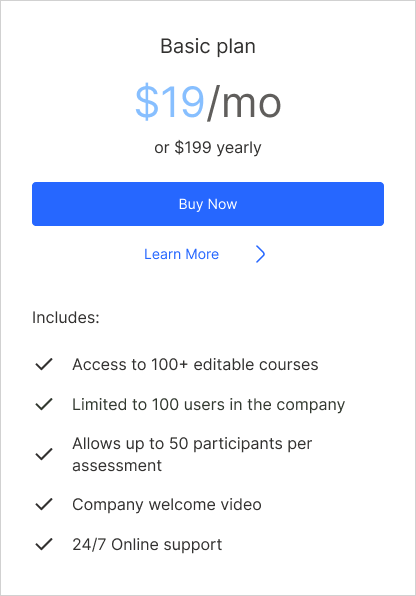 Basic plan
$19/mo
or $199 yearly
Buy Now
Learn More
Includes:
Access to 100+ editable courses
Limited to 100 users in the company
Allows up to 50 participants per
assessment
Company welcome video
24/7 Online support